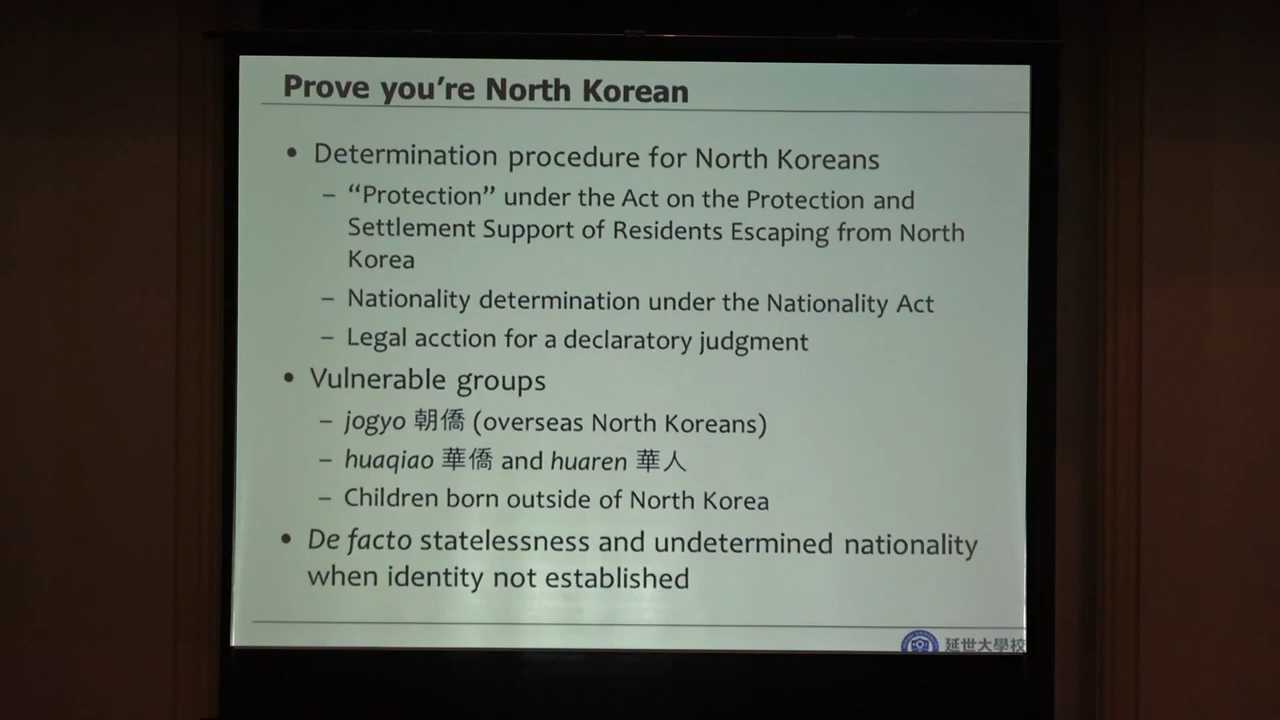 Prove you’re North Korean
• Determination procedure for North Koreans
– “Protection” under the Act on the Protection and
Settlement Support of Residents Escaping from North
Korea
– Nationality determination under the Nationality Act
– Legal acction for a declaratory judgment
• Vulnerable groups
– jogyo 朝僑 (overseas North Koreans)
– huaqiao 華僑 and huaren 華人
– Children born outside of North Korea
• De facto statelessness and undetermined nationality
when identity not established
延世大學校